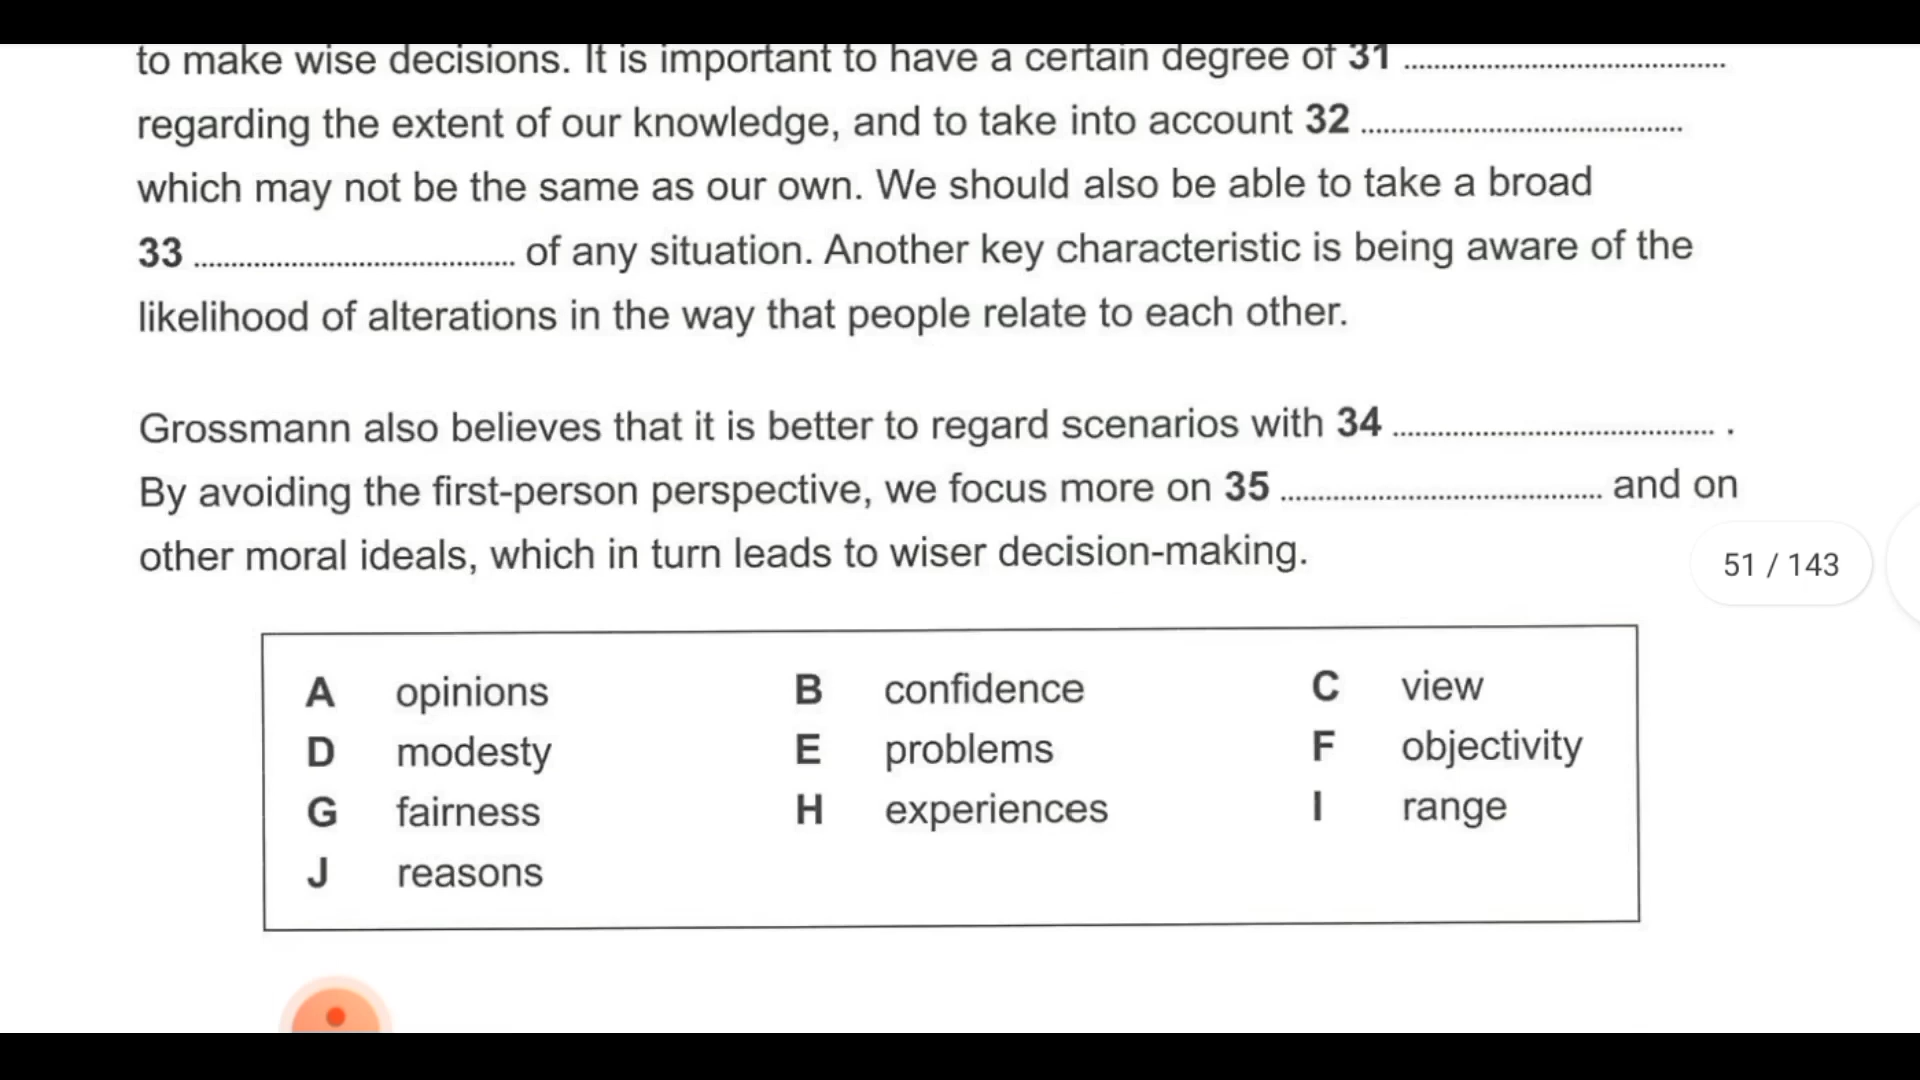 to make wise decisions. It is important to have a certain degree of 31 ........................................
regarding the extent of our knowledge, and to take into account 32 ........................................
which may not be the same as our own. We should also be able to take a broad
33 ........................................ of any situation. Another key characteristic is being aware of the
likelihood of alterations in the way that people relate to each other.
Grossmann also believes that it is better to regard scenarios with 34 ........................................ .
By avoiding the first-person perspective, we focus more on 35 ........................................ and on
other moral ideals, which in turn leads to wiser decision-making.
51 / 143
A opinions B confidence C view
D modesty E problems F objectivity
G fairness H experiences I range
J reasons